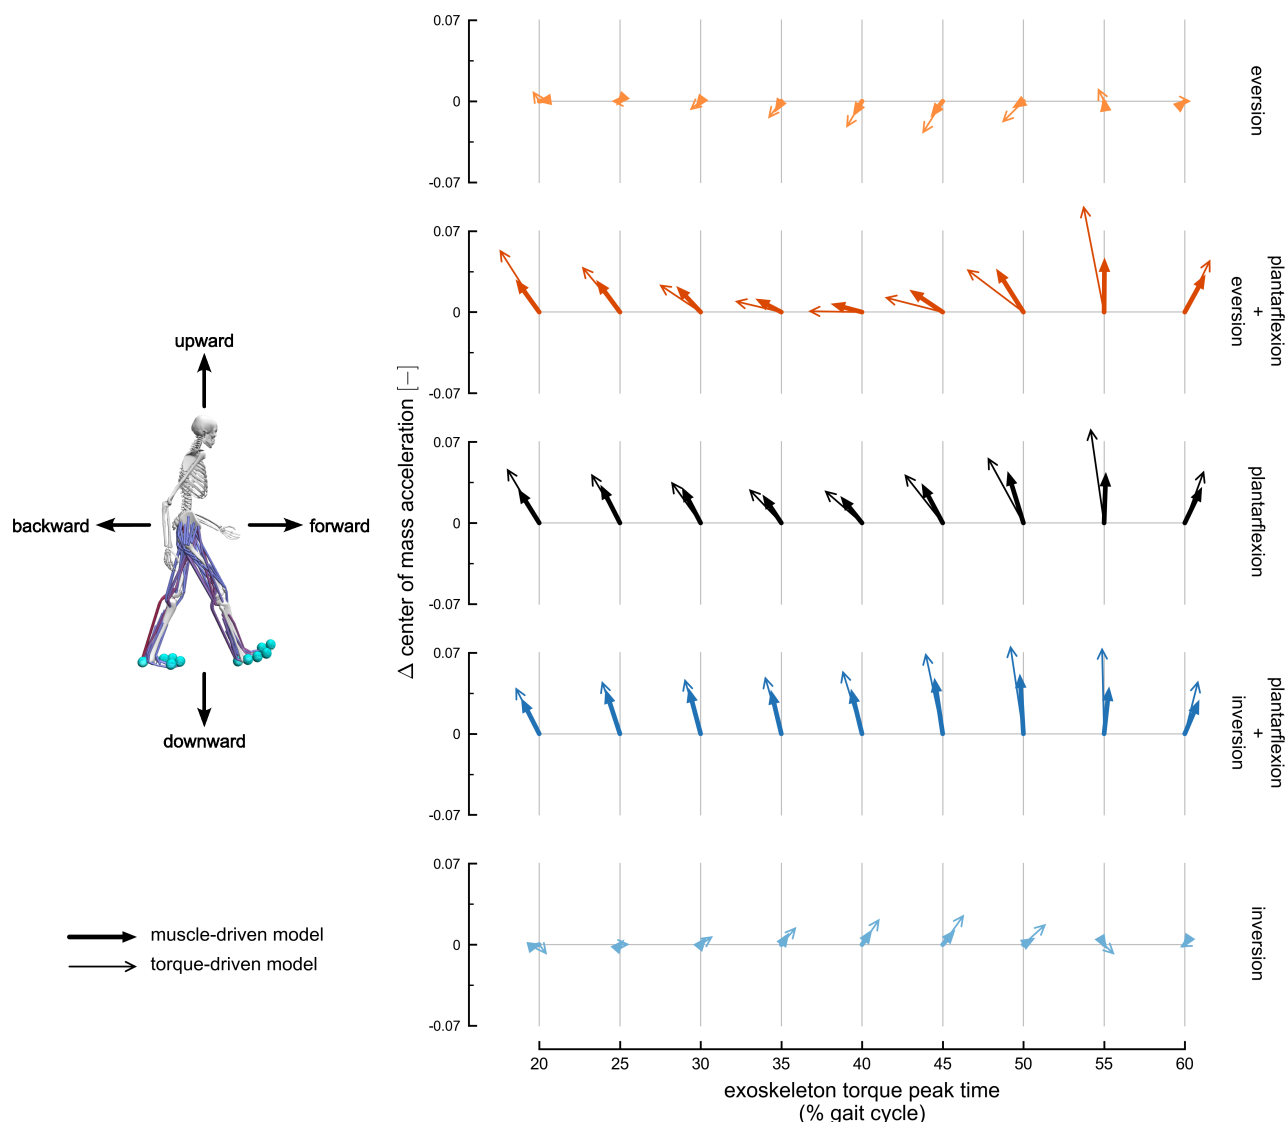 upward
backward
forward
downward
muscle-driven model
torque-driven model
Δ center of mass acceleration [−]
0.07
0
-0.07
eversion
0.07
0
-0.07
plantarflexion
+
eversion
0.07
0
-0.07
plantarflexion
0.07
0
-0.07
plantarflexion
+
inversion
0.07
0
-0.07
inversion
20 25 30 35 40 45 50 55 60
exoskeleton torque peak time
(% gait cycle)